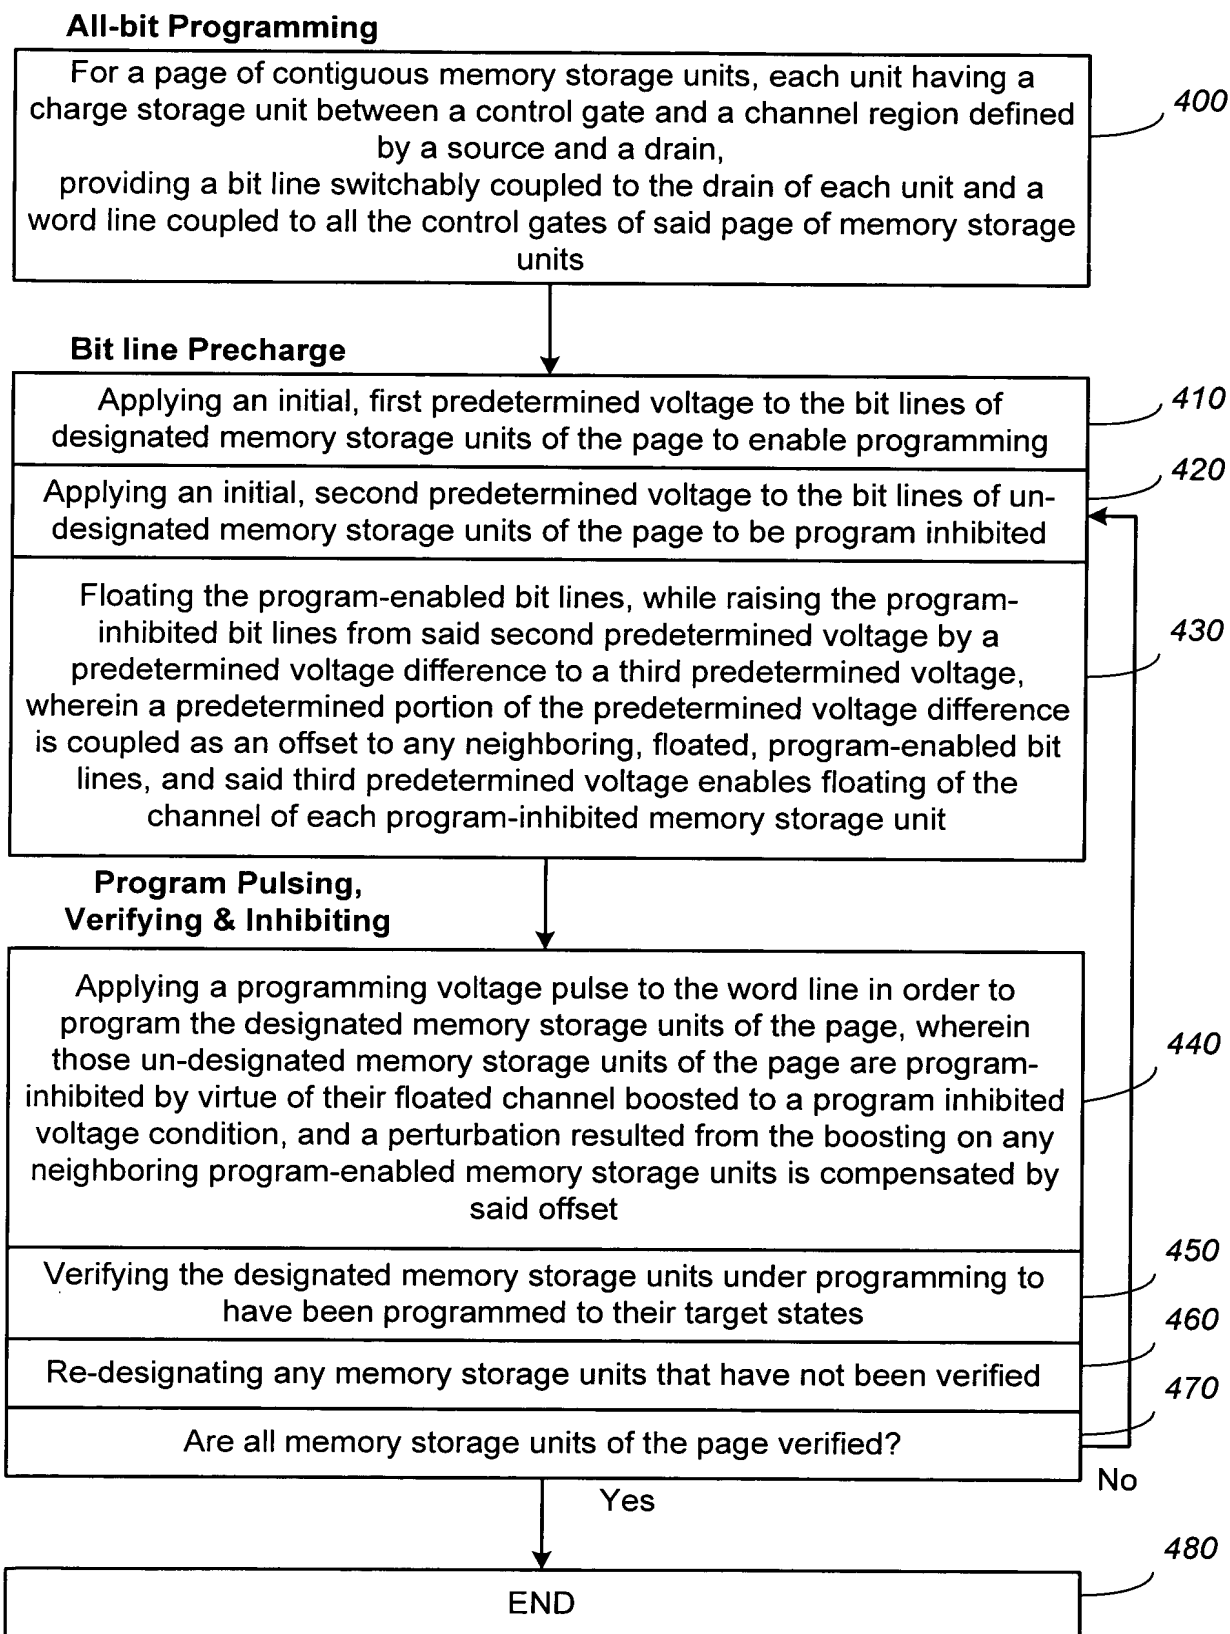 All-bit Programming
For a page of contiguous memory storage units, each unit having a
charge storage unit between a control gate and a channel region defined
by a source and a drain,
providing a bit line switchably coupled to the drain of each unit and a
word line coupled to all the control gates of said page of memory storage
units
400
Bit line Precharge
Applying an initial, first predetermined voltage to the bit lines of
designated memory storage units of the page to enable programming
410
Applying an initial, second predetermined voltage to the bit lines of un-
designated memory storage units of the page to be program inhibited
420
Floating the program-enabled bit lines, while raising the program-
inhibited bit lines from said second predetermined voltage by a
predetermined voltage difference to a third predetermined voltage,
wherein a predetermined portion of the predetermined voltage difference
is coupled as an offset to any neighboring, floated, program-enabled bit
lines, and said third predetermined voltage enables floating of the
channel of each program-inhibited memory storage unit
430
Program Pulsing,
Verifying & Inhibiting
Applying a programming voltage pulse to the word line in order to
program the designated memory storage units of the page, wherein
those un-designated memory storage units of the page are program-
inhibited by virtue of their floated channel boosted to a program inhibited
voltage condition, and a perturbation resulted from the boosting on any
neighboring program-enabled memory storage units is compensated by
said offset
440
Verifying the designated memory storage units under programming to
have been programmed to their target states
450
Re-designating any memory storage units that have not been verified
460
Are all memory storage units of the page verified?
470
No
Yes
END
480